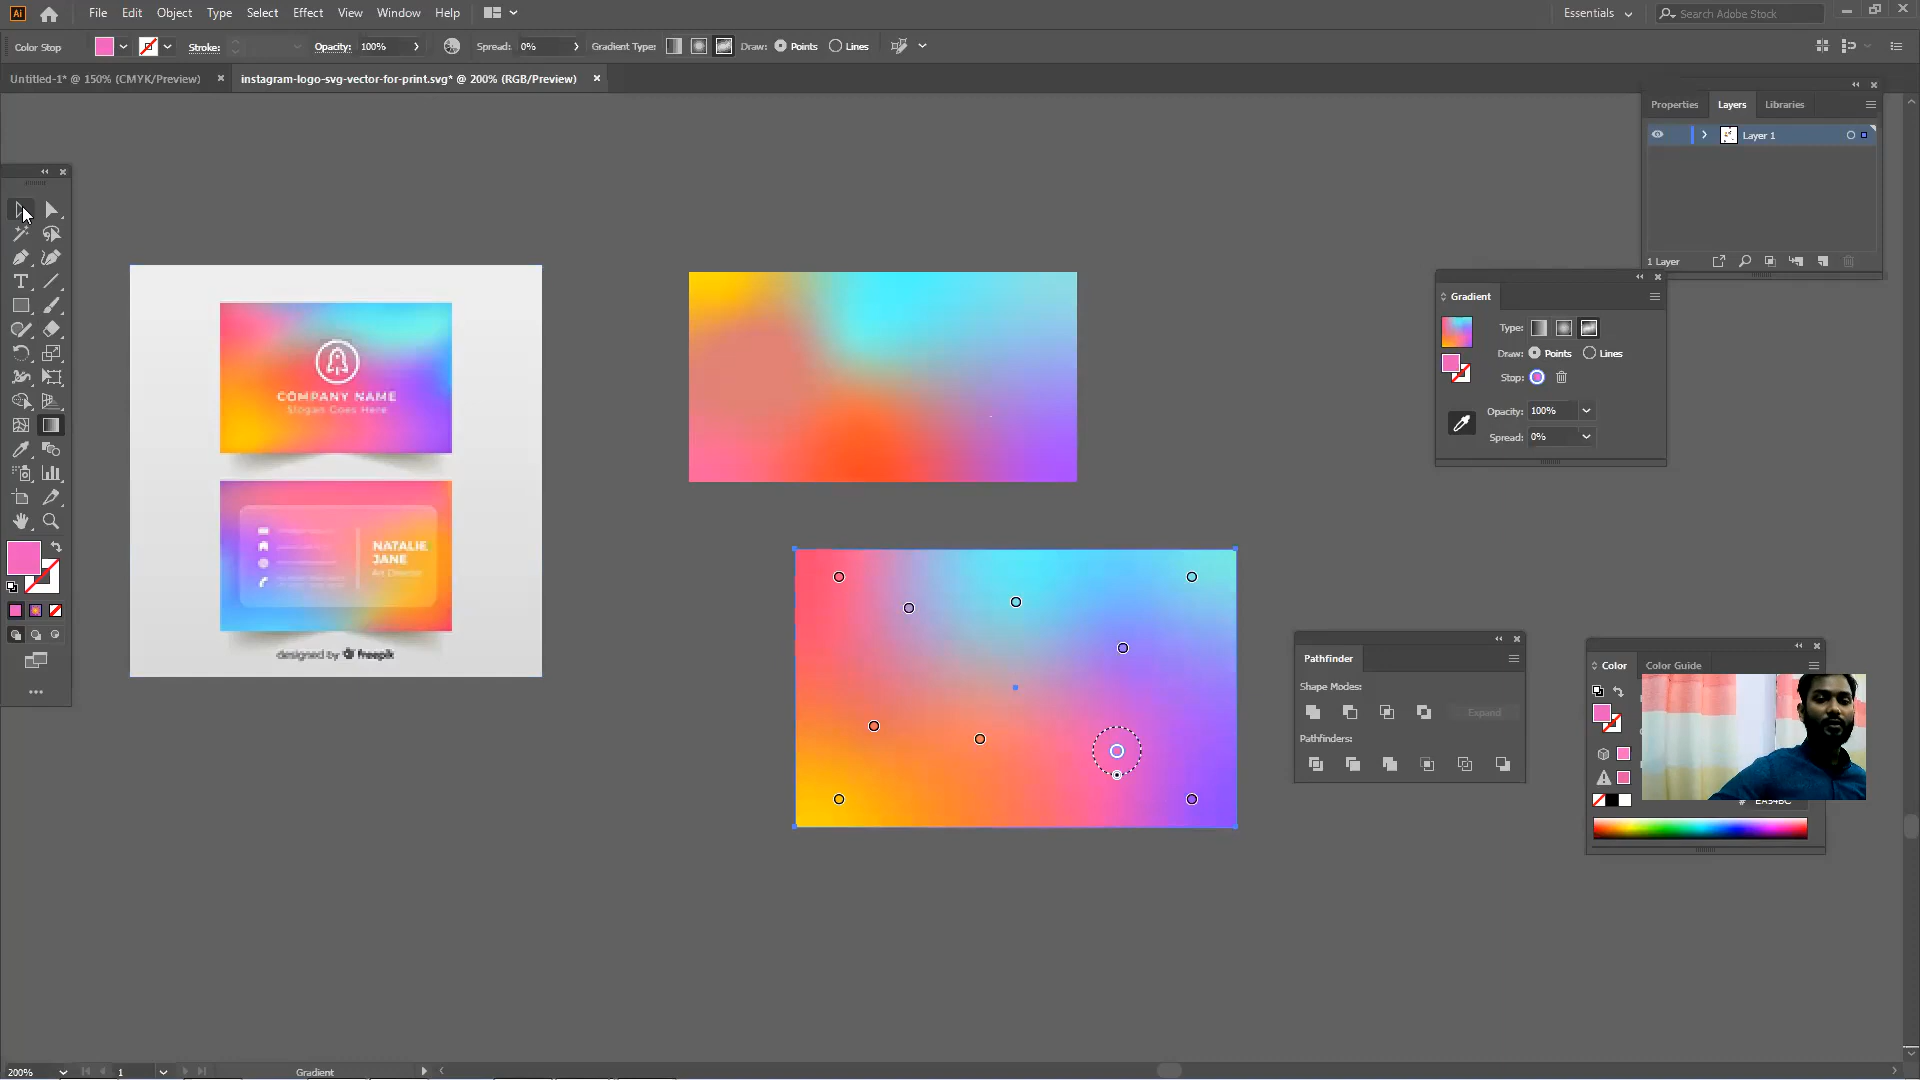 Ai File Edit Object Type Select Effect View Window Help Essentials Search Adobe Stock
Color Stop Stroke: Opacity: 100% Spread: 0% Gradient Type: Draw: Points Lines
Untitled-1* @ 150% (CMYK/Preview) instagram-logo-svg-vector-for-print.svg* @ 200% (RGB/Preview)
Properties Layers Libraries
Layer 1
1 Layer
Gradient
Type:
Draw: Points Lines
Stop:
Opacity: 100%
Spread: 0%
COMPANY NAME
Slogan Goes Here
NATALIE
JANE
Art Director
designed by freepik
Pathfinder
Shape Modes:
Expand
Pathfinders:
Color Color Guide
# EA54BC
200% 1 Gradient